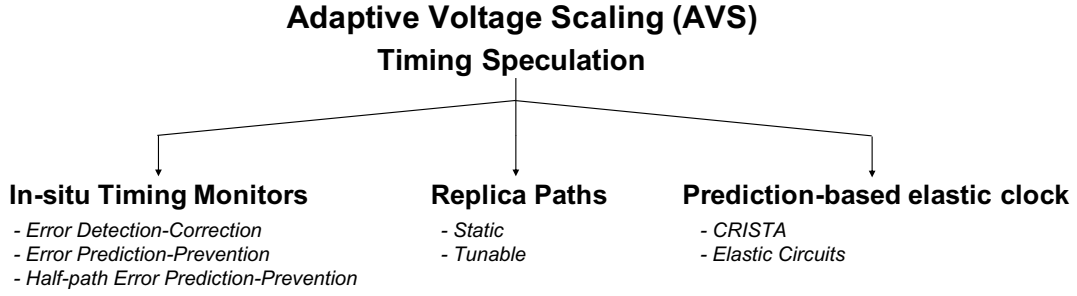 Adaptive Voltage Scaling (AVS)
Timing Speculation
In-situ Timing Monitors
- Error Detection-Correction
- Error Prediction-Prevention
- Half-path Error Prediction-Prevention
Replica Paths
- Static
- Tunable
Prediction-based elastic clock
- CRISTA
- Elastic Circuits